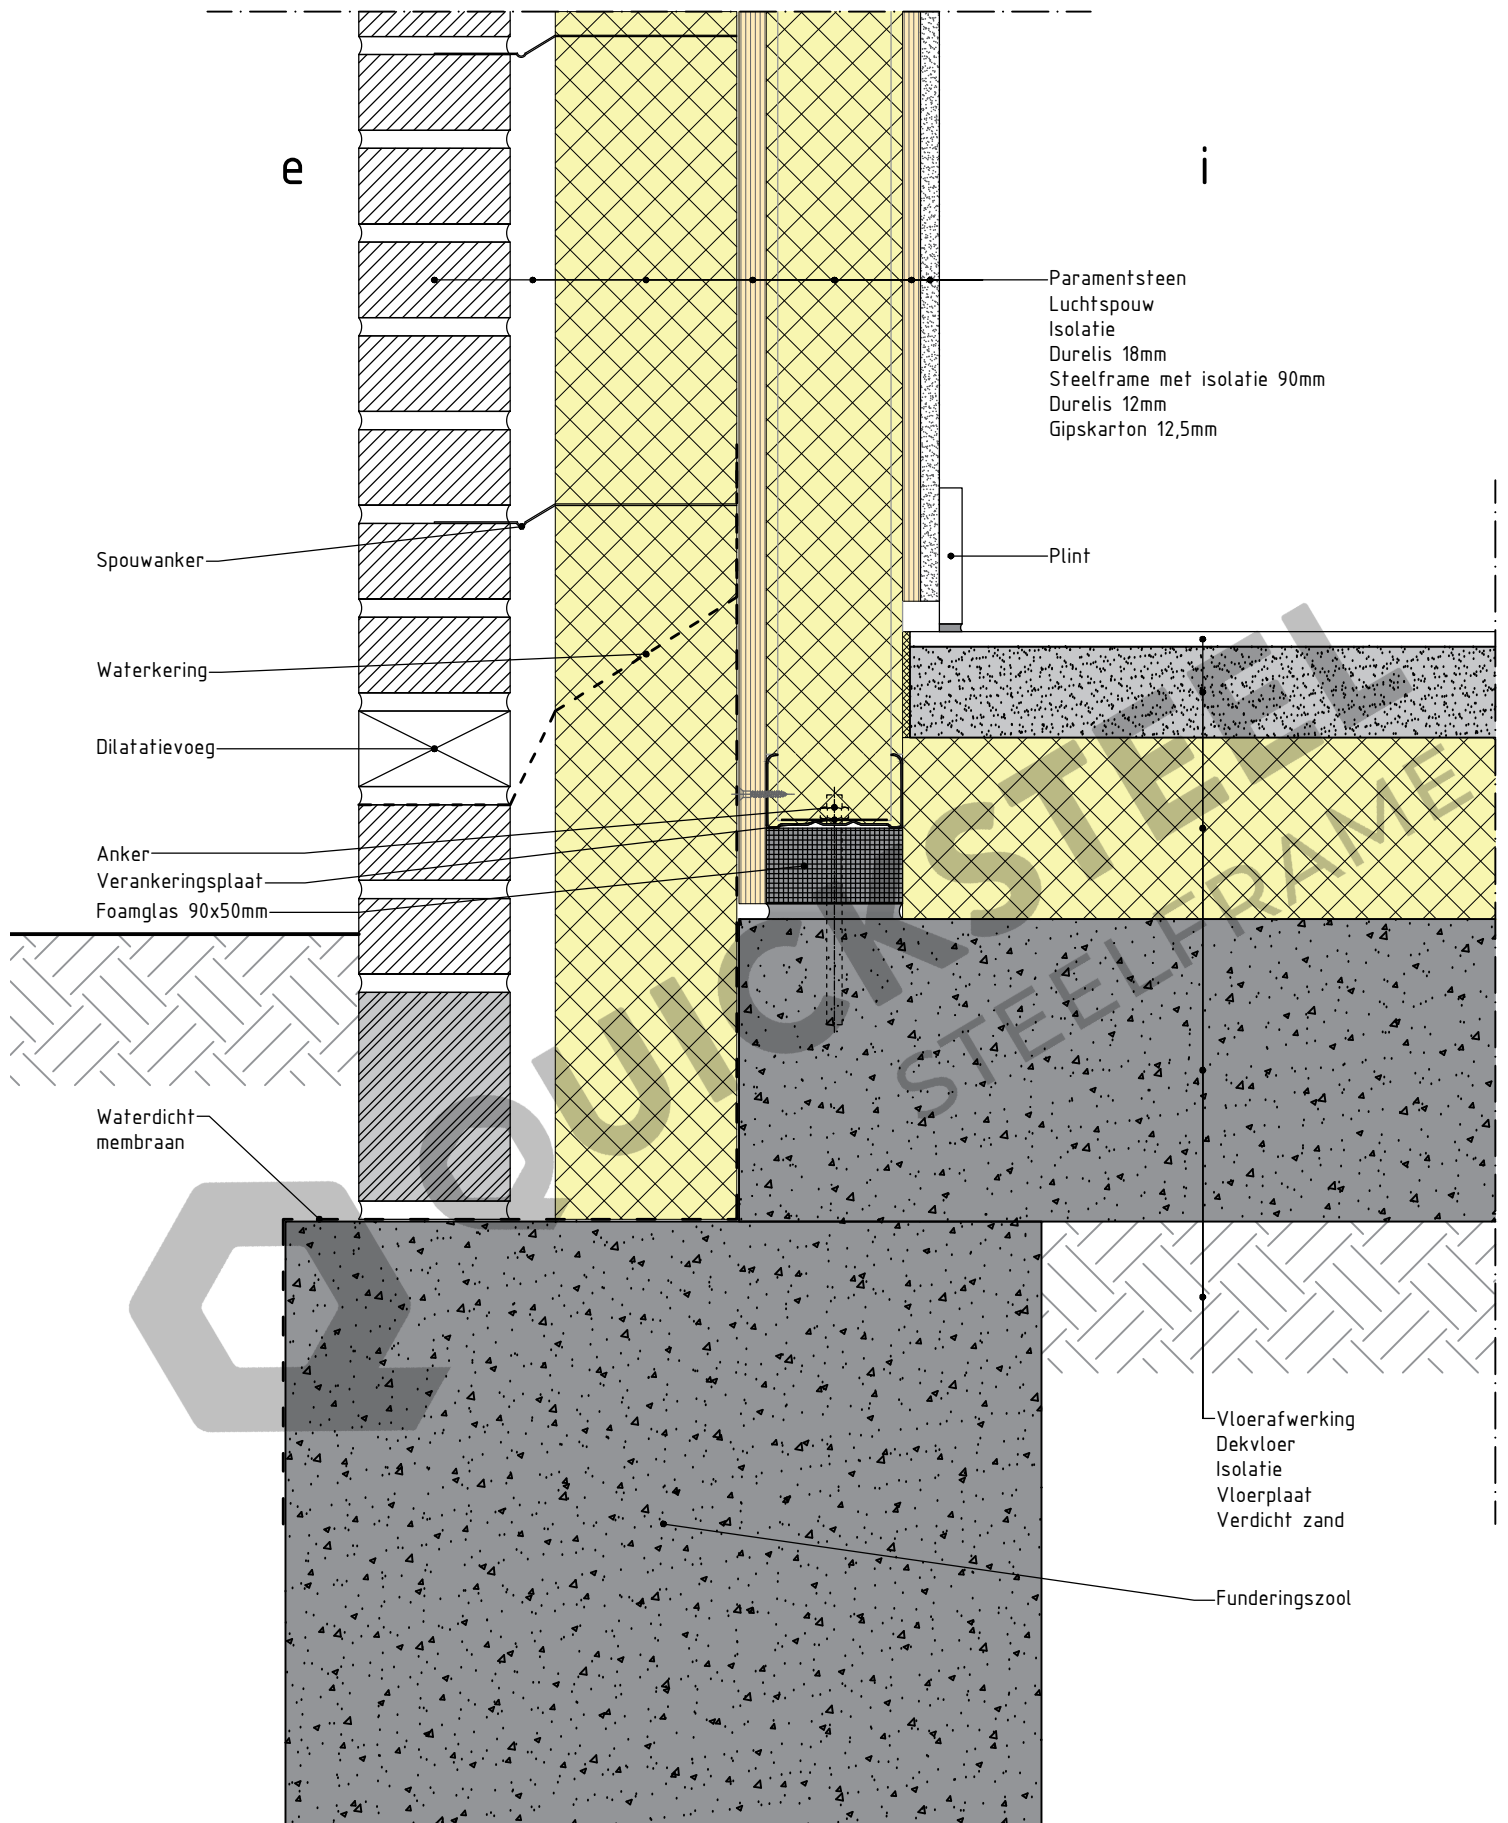 e
i
Paramentsteen
Luchtspouw
Isolatie
Durelis 18mm
Steelframe met isolatie 90mm
Durelis 12mm
Gipskarton 12,5mm
Spouwanker
Plint
Waterkering
Dilatatievoeg
Anker
Verankeringsplaat
Foamglas 90x50mm
Waterdicht
membraan
QUICKSTEEL
STEELFRAME
Vloerafwerking
Dekvloer
Isolatie
Vloerplaat
Verdicht zand
Funderingszool